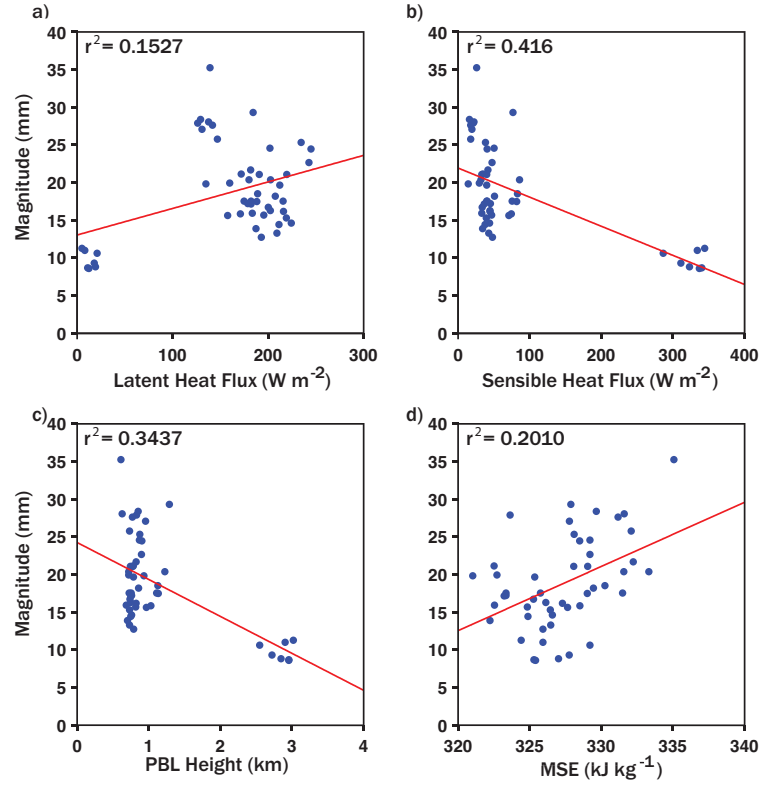 a)
r² = 0.1527
Magnitude (mm)
40
35
30
25
20
15
10
5
0
0 100 200 300
Latent Heat Flux (W m⁻²)
b)
r² = 0.416
40
35
30
25
20
15
10
5
0
0 100 200 300 400
Sensible Heat Flux (W m⁻²)
c)
r² = 0.3437
Magnitude (mm)
40
35
30
25
20
15
10
5
0
0 1 2 3 4
PBL Height (km)
d)
r² = 0.2010
40
35
30
25
20
15
10
5
0
320 325 330 335 340
MSE (kJ kg⁻¹)